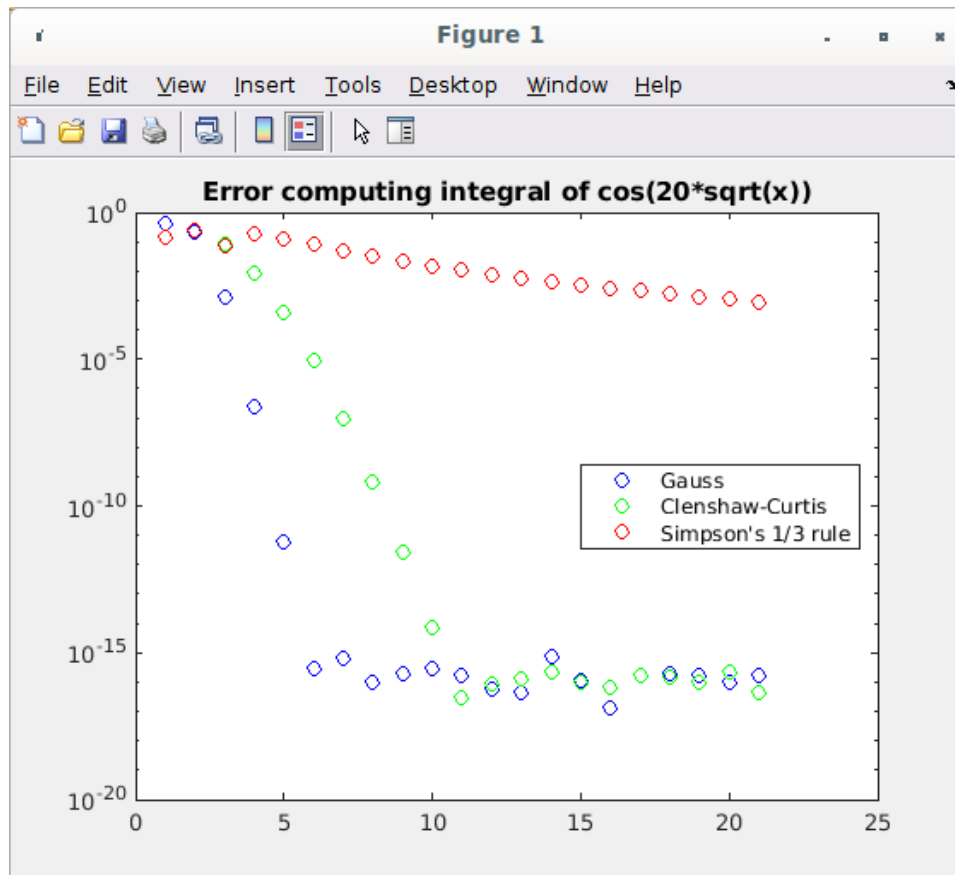 Figure 1
File Edit View Insert Tools Desktop Window Help
Error computing integral of cos(20*sqrt(x))
10^0
10^-5
10^-10
10^-15
10^-20
Gauss
Clenshaw-Curtis
Simpson's 1/3 rule
0 5 10 15 20 25